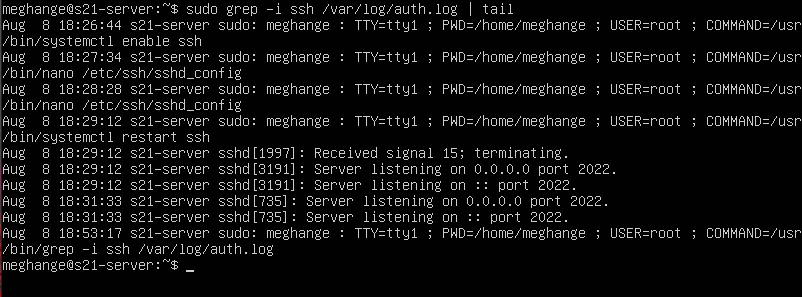 meghange@s21-server:~$ sudo grep -i ssh /var/log/auth.log | tail
Aug  8 18:26:44 s21-server sudo: meghange : TTY=tty1 ; PWD=/home/meghange ; USER=root ; COMMAND=/usr
/bin/systemctl enable ssh
Aug  8 18:27:34 s21-server sudo: meghange : TTY=tty1 ; PWD=/home/meghange ; USER=root ; COMMAND=/usr
/bin/nano /etc/ssh/sshd_config
Aug  8 18:28:28 s21-server sudo: meghange : TTY=tty1 ; PWD=/home/meghange ; USER=root ; COMMAND=/usr
/bin/nano /etc/ssh/sshd_config
Aug  8 18:29:12 s21-server sudo: meghange : TTY=tty1 ; PWD=/home/meghange ; USER=root ; COMMAND=/usr
/bin/systemctl restart ssh
Aug  8 18:29:12 s21-server sshd[1997]: Received signal 15; terminating.
Aug  8 18:29:12 s21-server sshd[3191]: Server listening on 0.0.0.0 port 2022.
Aug  8 18:29:12 s21-server sshd[3191]: Server listening on :: port 2022.
Aug  8 18:31:33 s21-server sshd[735]: Server listening on 0.0.0.0 port 2022.
Aug  8 18:31:33 s21-server sshd[735]: Server listening on :: port 2022.
Aug  8 18:53:17 s21-server sudo: meghange : TTY=tty1 ; PWD=/home/meghange ; USER=root ; COMMAND=/usr
/bin/grep -i ssh /var/log/auth.log
meghange@s21-server:~$ _